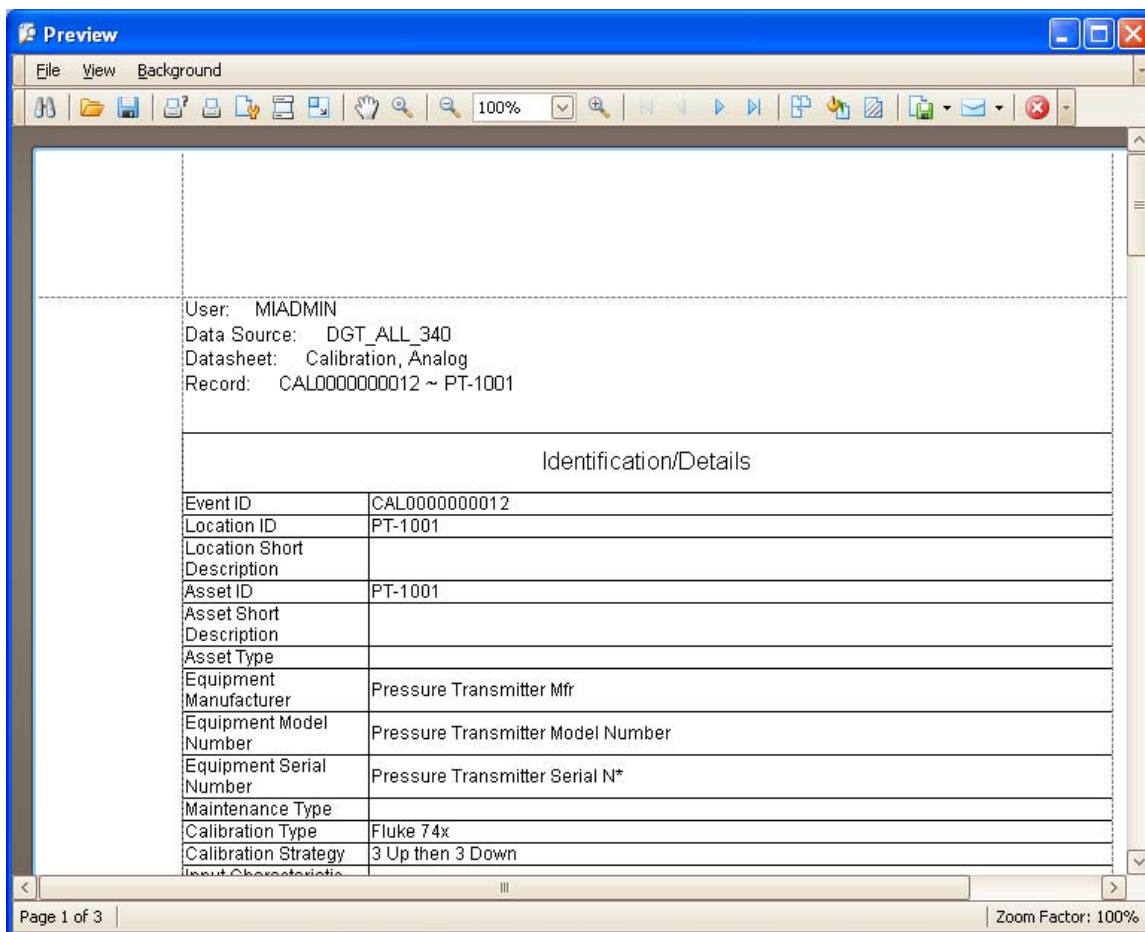 Preview
File View Background
100%
User: MIADMIN
Data Source: DGT_ALL_340
Datasheet: Calibration, Analog
Record: CAL0000000012 ~ PT-1001
Identification/Details
Event ID CAL0000000012
Location ID PT-1001
Location Short
Description
Asset ID PT-1001
Asset Short
Description
Asset Type
Equipment
Manufacturer Pressure Transmitter Mfr
Equipment Model
Number Pressure Transmitter Model Number
Equipment Serial
Number Pressure Transmitter Serial N*
Maintenance Type
Calibration Type Fluke 74x
Calibration Strategy 3 Up then 3 Down
Input Characteristic
Page 1 of 3 Zoom Factor: 100%